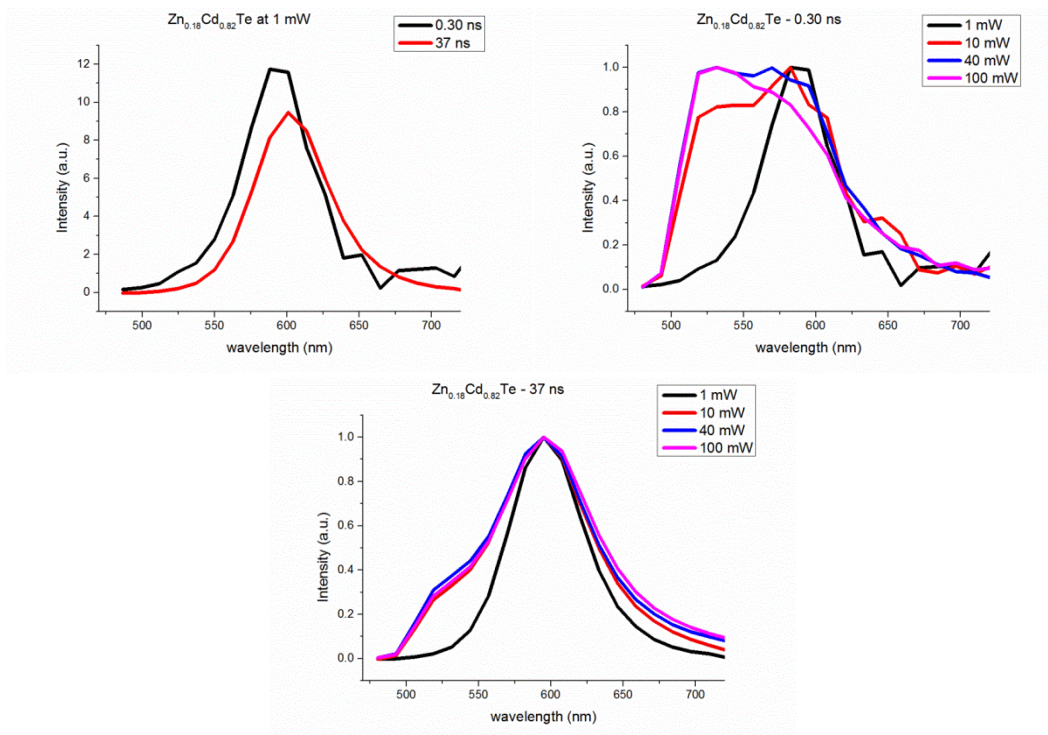 Zn0.18Cd0.82Te at 1 mW
0.30 ns
37 ns
Intensity (a.u.)
12
10
8
6
4
2
0
500
550
600
650
700
wavelength (nm)
Zn0.18Cd0.82Te - 0.30 ns
1 mW
10 mW
40 mW
100 mW
Intensity (a.u.)
1.0
0.8
0.6
0.4
0.2
0.0
500
550
600
650
700
wavelength (nm)
Zn0.18Cd0.82Te - 37 ns
1 mW
10 mW
40 mW
100 mW
Intensity (a.u.)
1.0
0.8
0.6
0.4
0.2
0.0
500
550
600
650
700
wavelength (nm)